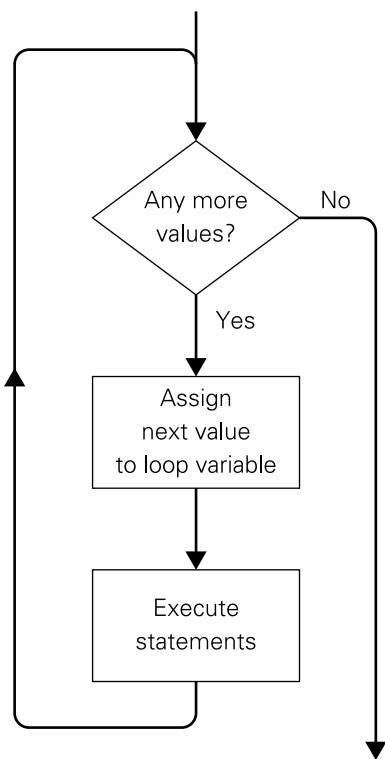 Any more
values?
No
Yes
Assign
next value
to loop variable
Execute
statements